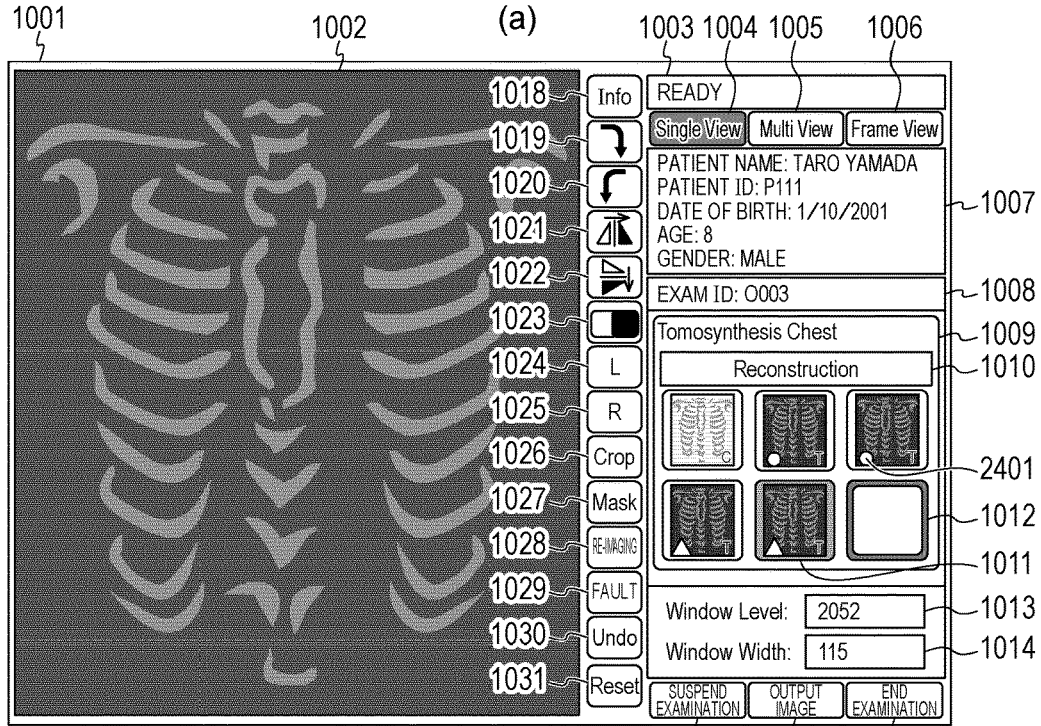 1001
1002
(a)
1003
1004
1005
1006
READY
Single View
Multi View
Frame View
PATIENT NAME: TARO YAMADA
PATIENT ID: P111
DATE OF BIRTH: 1/10/2001
AGE: 8
GENDER: MALE
1007
EXAM ID: O003
1008
Tomosynthesis Chest
1009
Reconstruction
1010
C
T
T
2401
T
T
1012
1011
Window Level: 2052
1013
Window Width: 115
1014
SUSPEND
EXAMINATION
OUTPUT
IMAGE
END
EXAMINATION
1018
Info
1019
1020
1021
1022
1023
1024
L
1025
R
1026
Crop
1027
Mask
1028
RE-IMAGING
1029
FAULT
1030
Undo
1031
Reset